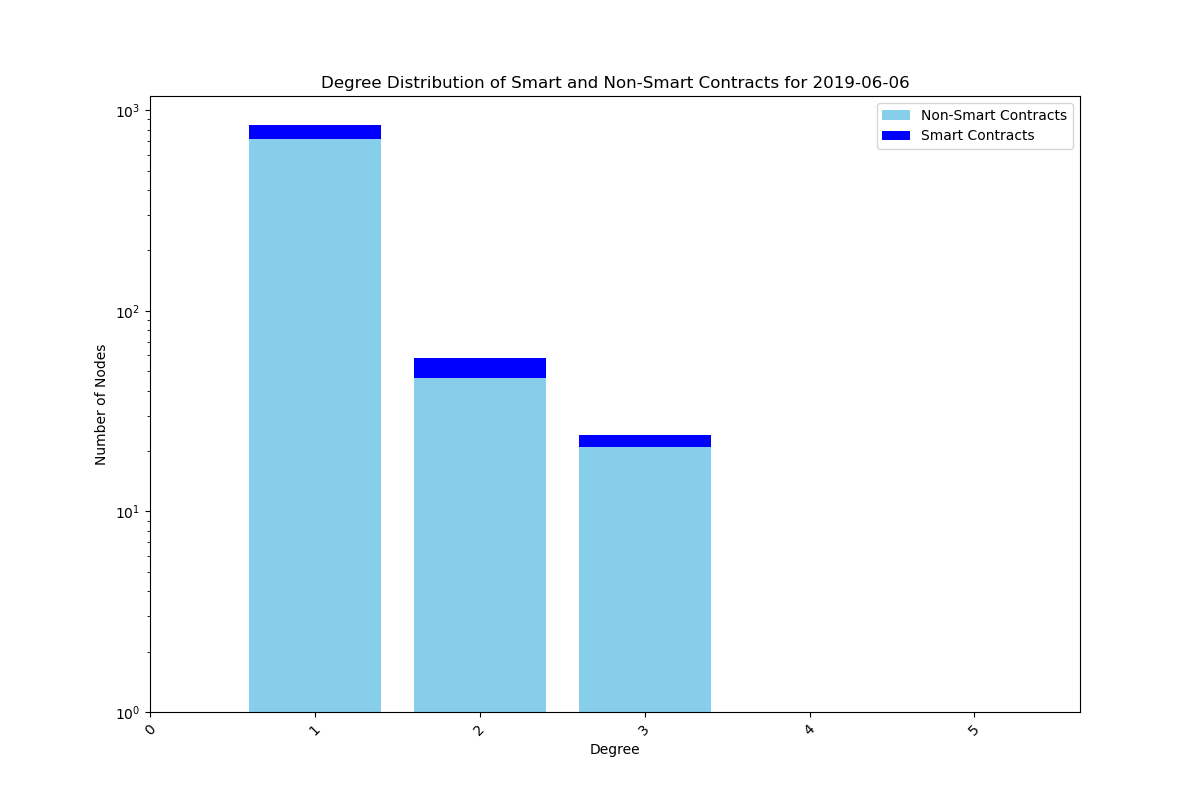 Degree Distribution of Smart and Non-Smart Contracts for 2019-06-06
Non-Smart Contracts
Smart Contracts
Number of Nodes
10³
10²
10¹
10⁰
0 1 2 3 4 5
Degree